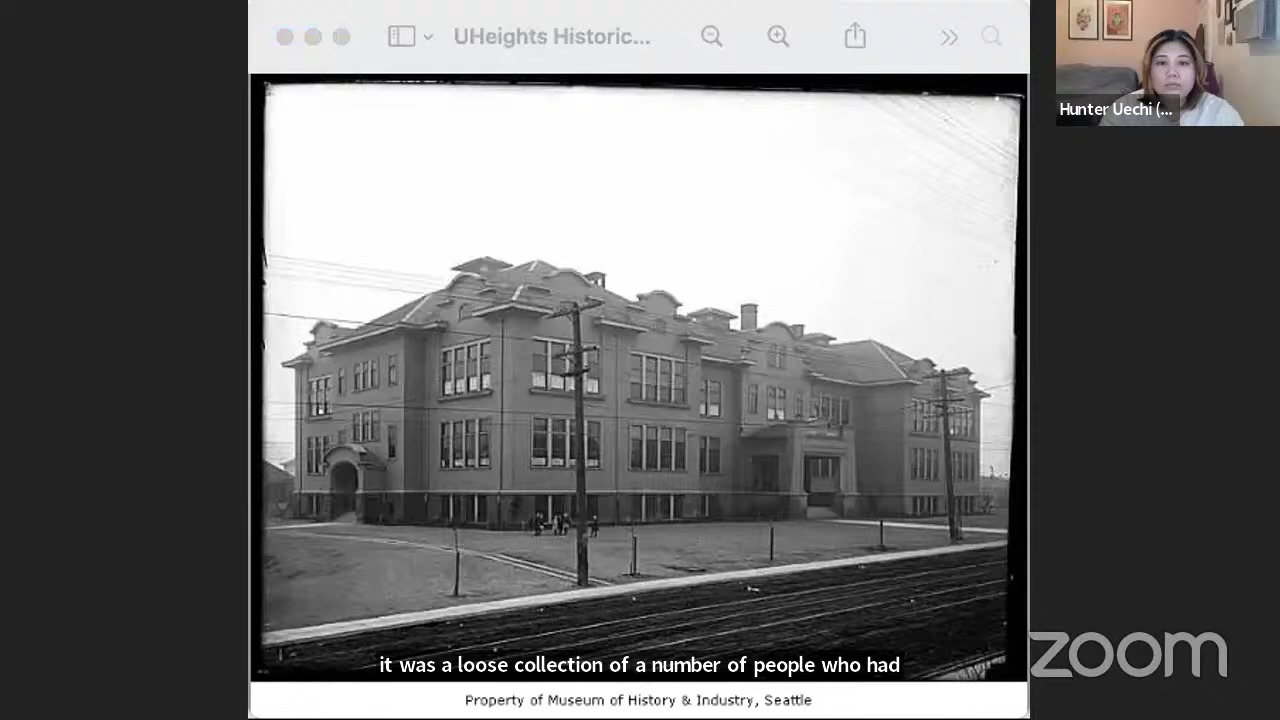 UHeights Historic...
Hunter Uechi (...
it was a loose collection of a number of people who had
zoom
Property of Museum of History & Industry, Seattle